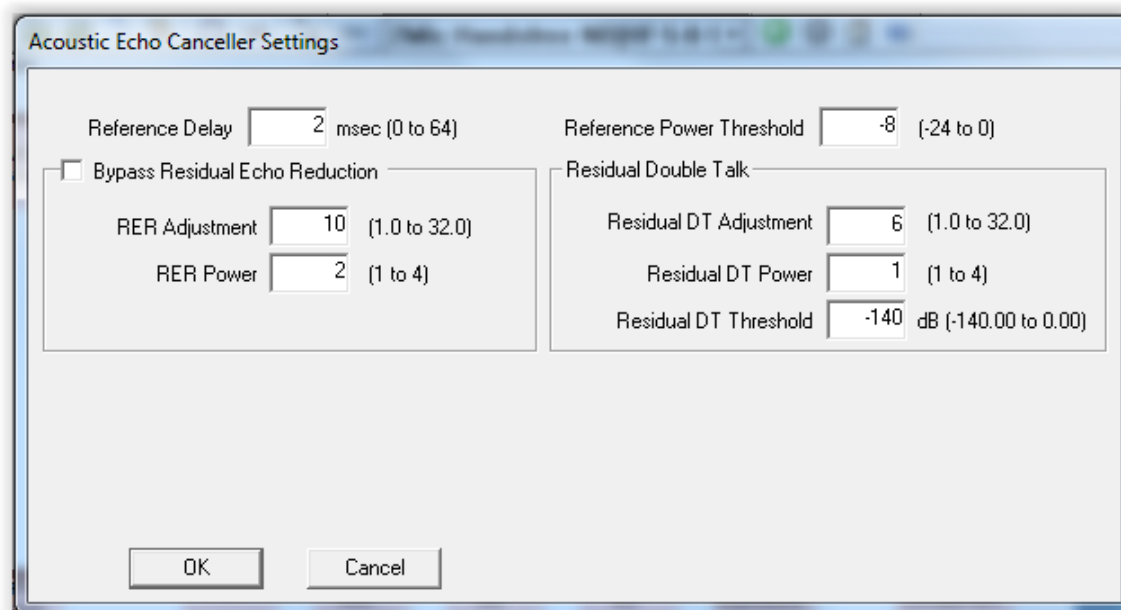 Acoustic Echo Canceller Settings
Reference Delay 2 msec (0 to 64)
Reference Power Threshold -8 (-24 to 0)
Bypass Residual Echo Reduction
RER Adjustment 10 (1.0 to 32.0)
RER Power 2 (1 to 4)
Residual Double Talk
Residual DT Adjustment 6 (1.0 to 32.0)
Residual DT Power 1 (1 to 4)
Residual DT Threshold -140 dB (-140.00 to 0.00)
OK
Cancel